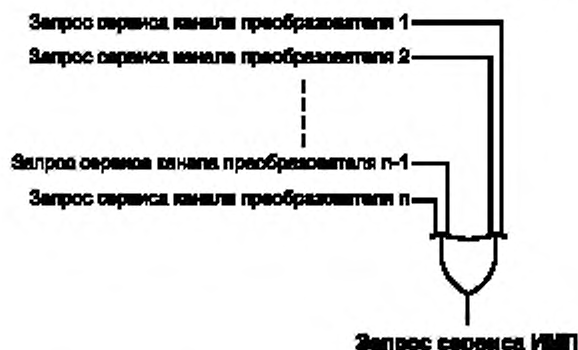 Запрос сервиса канала преобразователя 1
Запрос сервиса канала преобразователя 2
Запрос сервиса канала преобразователя n-1
Запрос сервиса канала преобразователя n
Запрос сервиса ИМП